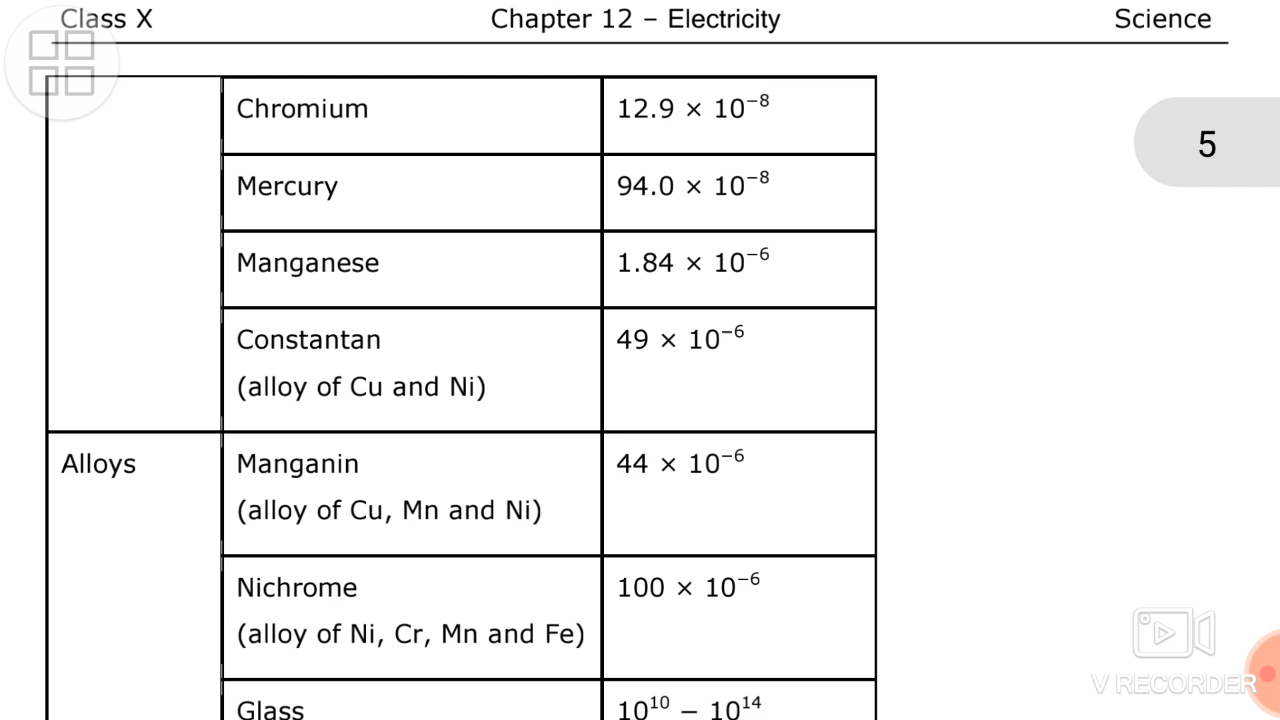 Class X Chapter 12 – Electricity Science
5
Chromium 12.9 × 10⁻⁸
Mercury 94.0 × 10⁻⁸
Manganese 1.84 × 10⁻⁶
Constantan 49 × 10⁻⁶
(alloy of Cu and Ni)
Alloys Manganin 44 × 10⁻⁶
(alloy of Cu, Mn and Ni)
Nichrome 100 × 10⁻⁶
(alloy of Ni, Cr, Mn and Fe)
Glass 10¹⁰ − 10¹⁴
V RECORDER